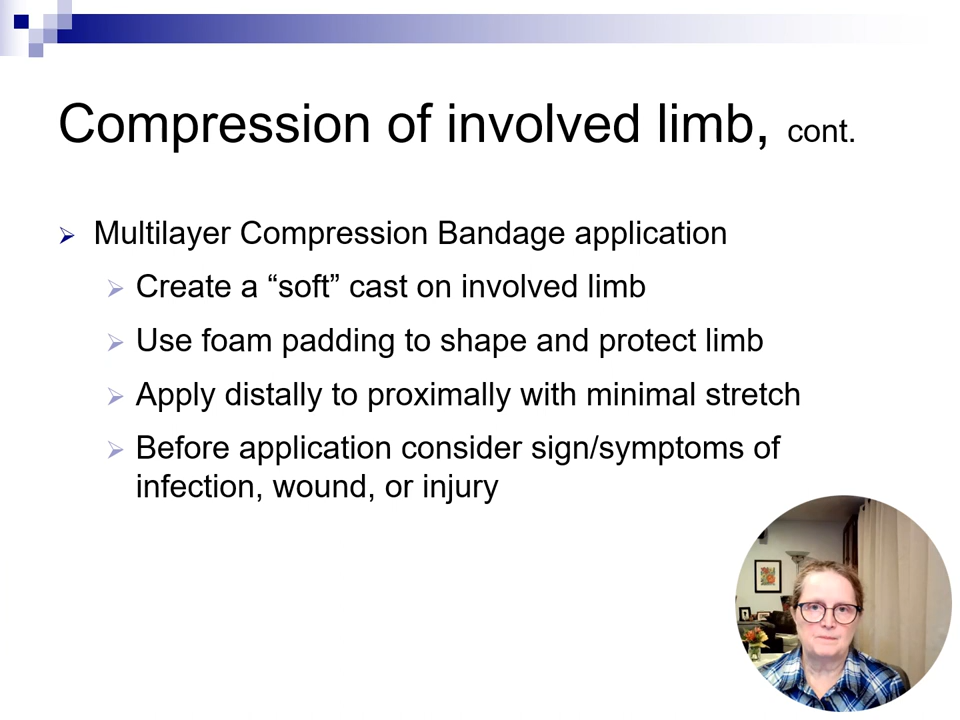 Compression of involved limb, cont.
Multilayer Compression Bandage application
Create a “soft” cast on involved limb
Use foam padding to shape and protect limb
Apply distally to proximally with minimal stretch
Before application consider sign/symptoms of
infection, wound, or injury